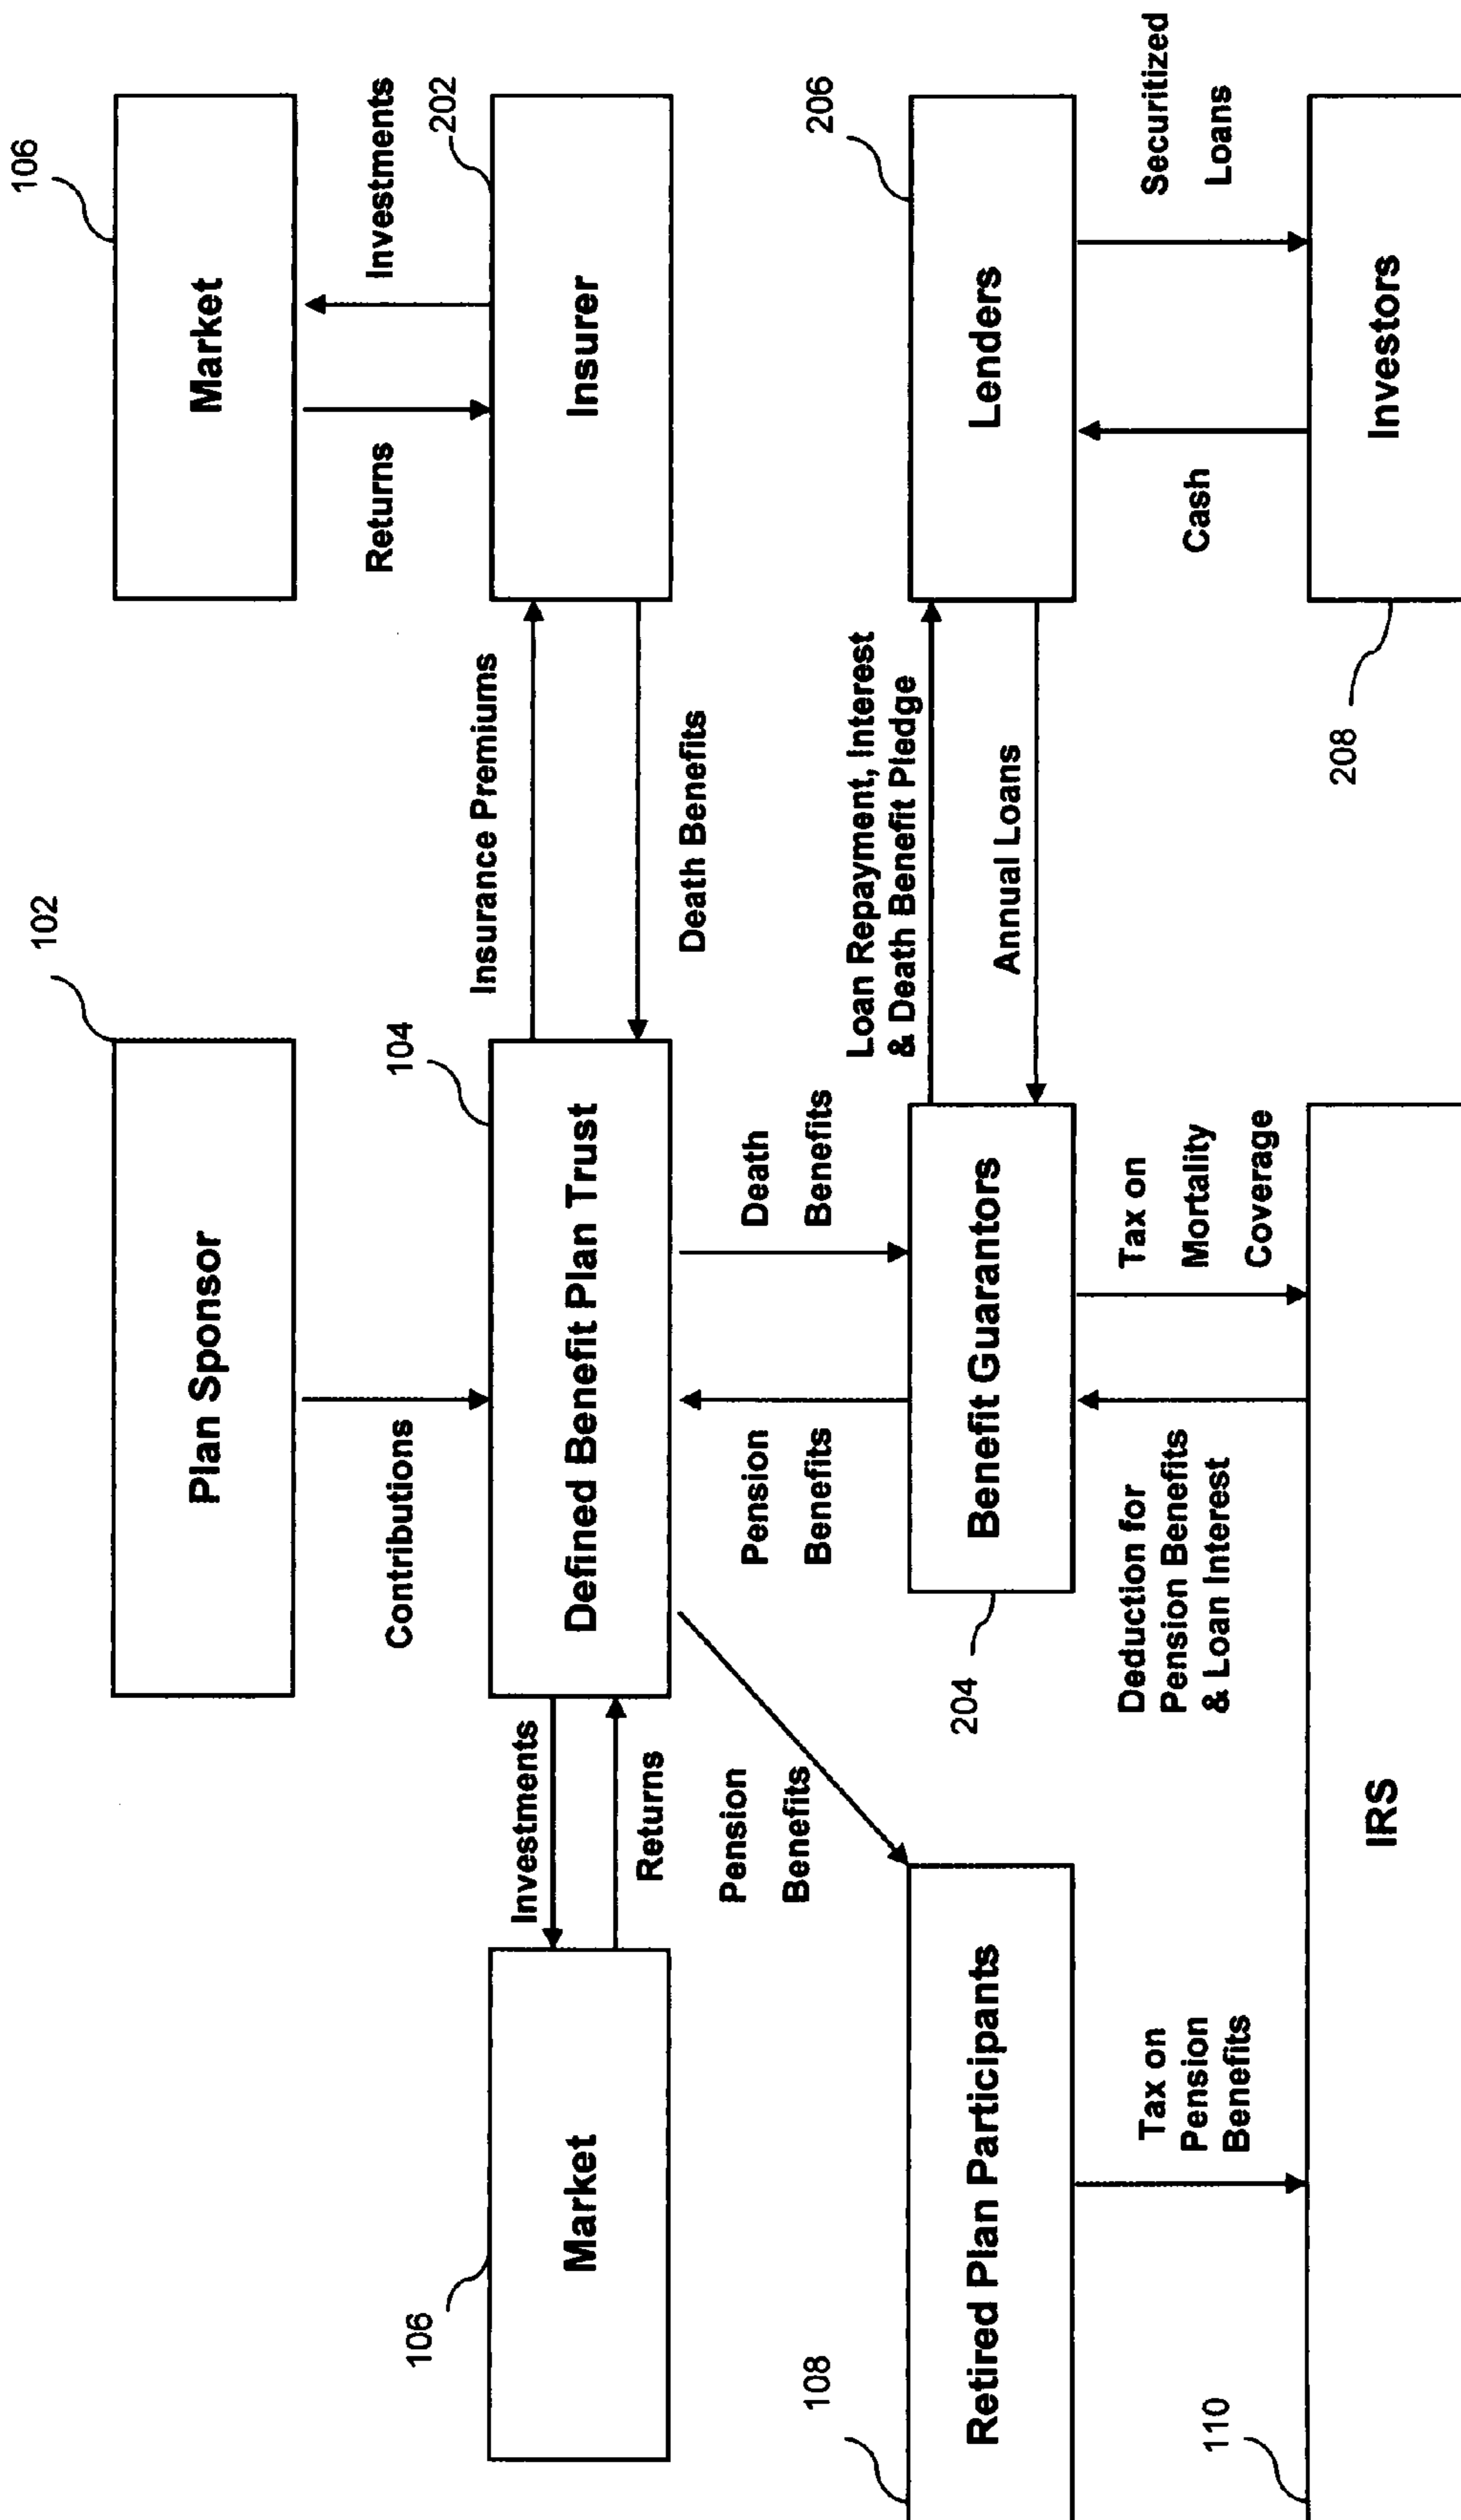 102
106
Plan Sponsor
Market
Contributions
Returns
Investments
106
104
202
Market
Investments
Returns
Defined Benefit Plan Trust
Insurance Premiums
Death Benefits
Insurer
Pension
Benefits
Pension
Benefits
Death
Benefits
108
204
206
Retired Plan Participants
Benefit Guarantors
Loan Repayment, Interest
& Death Benefit Pledge
Annual Loans
Lenders
Tax on
Pension
Benefits
Deduction for
Pension Benefits
& Loan Interest
Tax on
Mortality
Coverage
Cash
Securitized
Loans
110
208
IRS
Investors